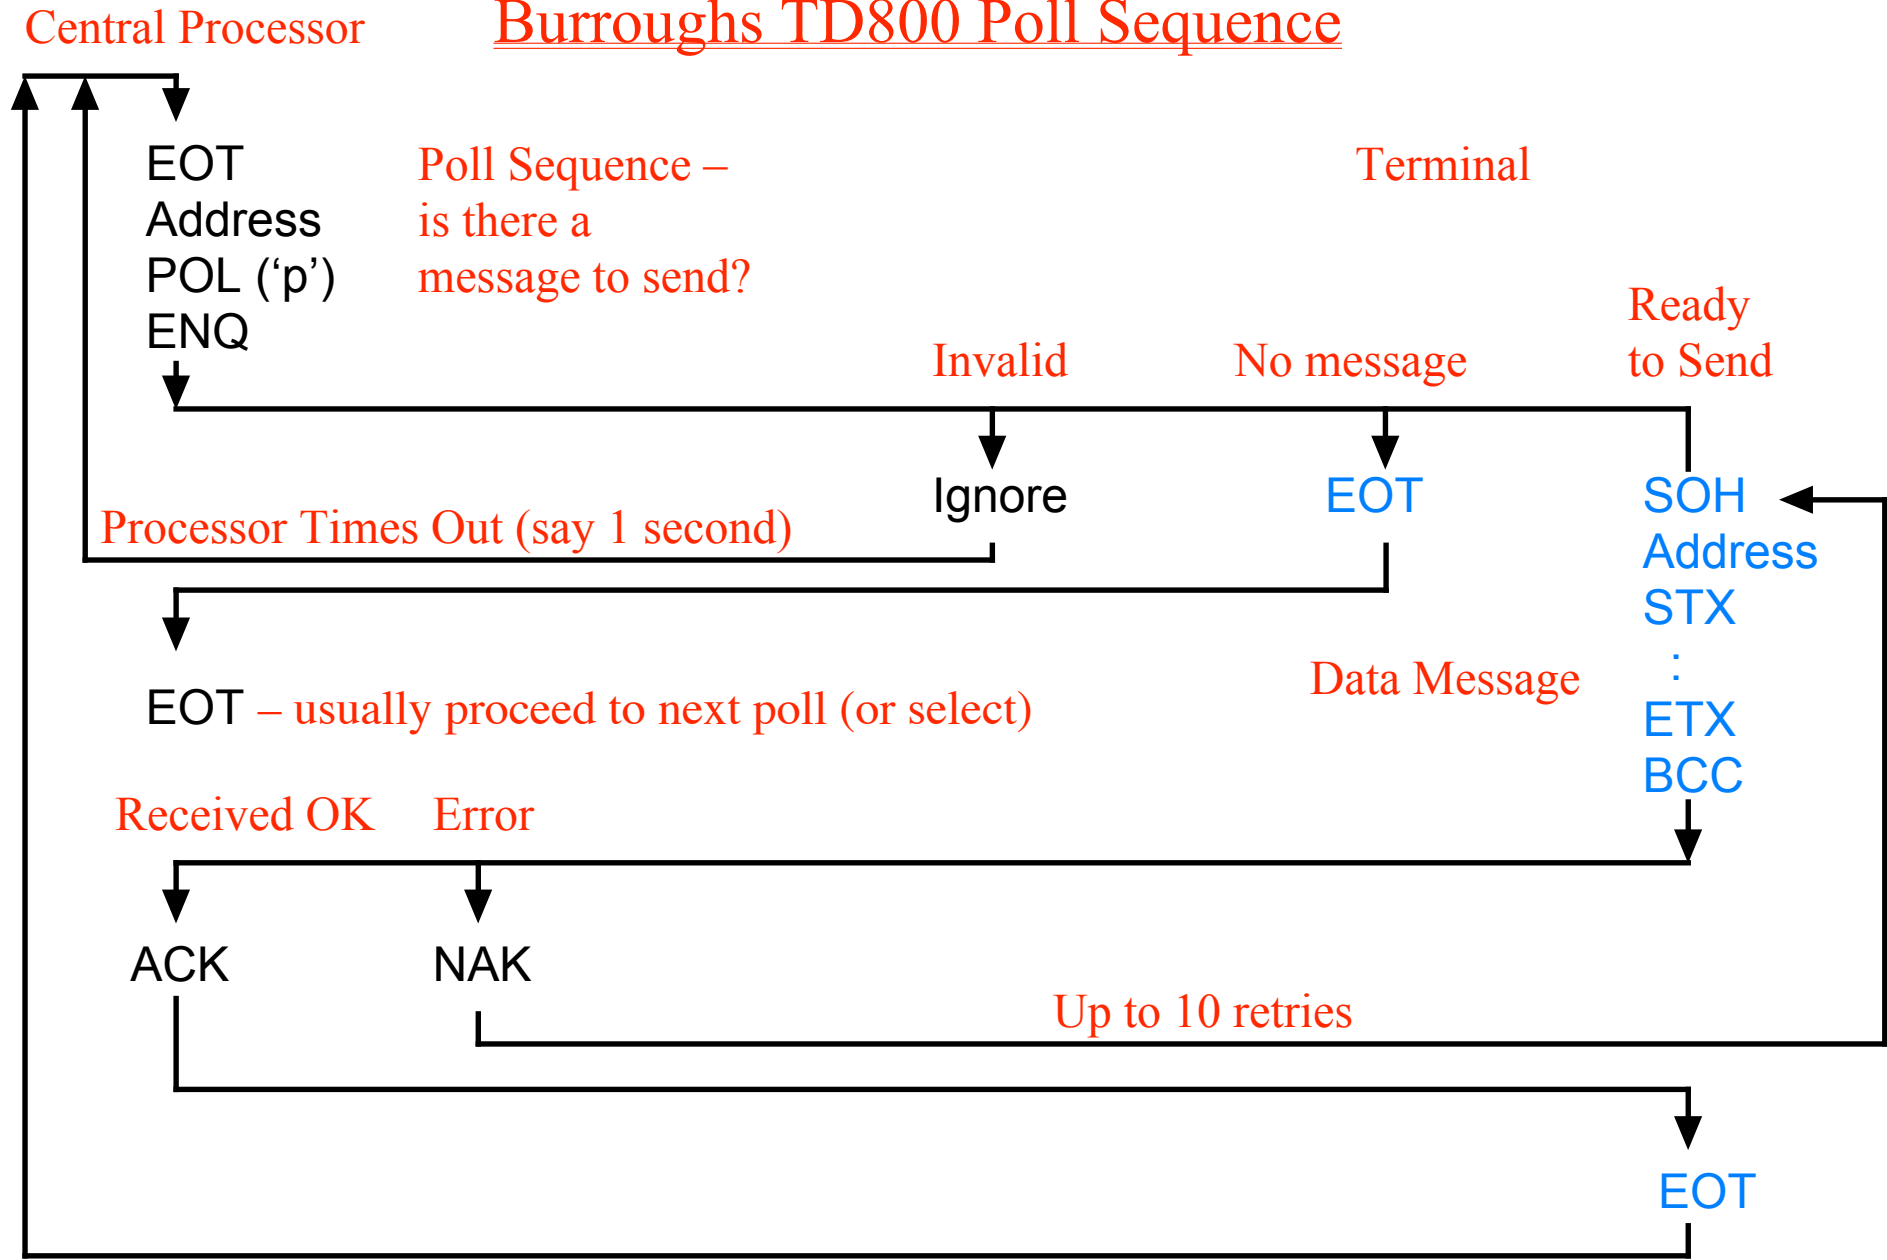 Burroughs TD800 Poll Sequence
Central Processor
EOT
Address
POL (‘p’)
ENQ
Poll Sequence –
is there a
message to send?
Terminal
Invalid
No message
Ready
to Send
Ignore
EOT
SOH
Address
STX
:
ETX
BCC
Processor Times Out (say 1 second)
Data Message
EOT – usually proceed to next poll (or select)
Received OK
Error
ACK
NAK
Up to 10 retries
EOT